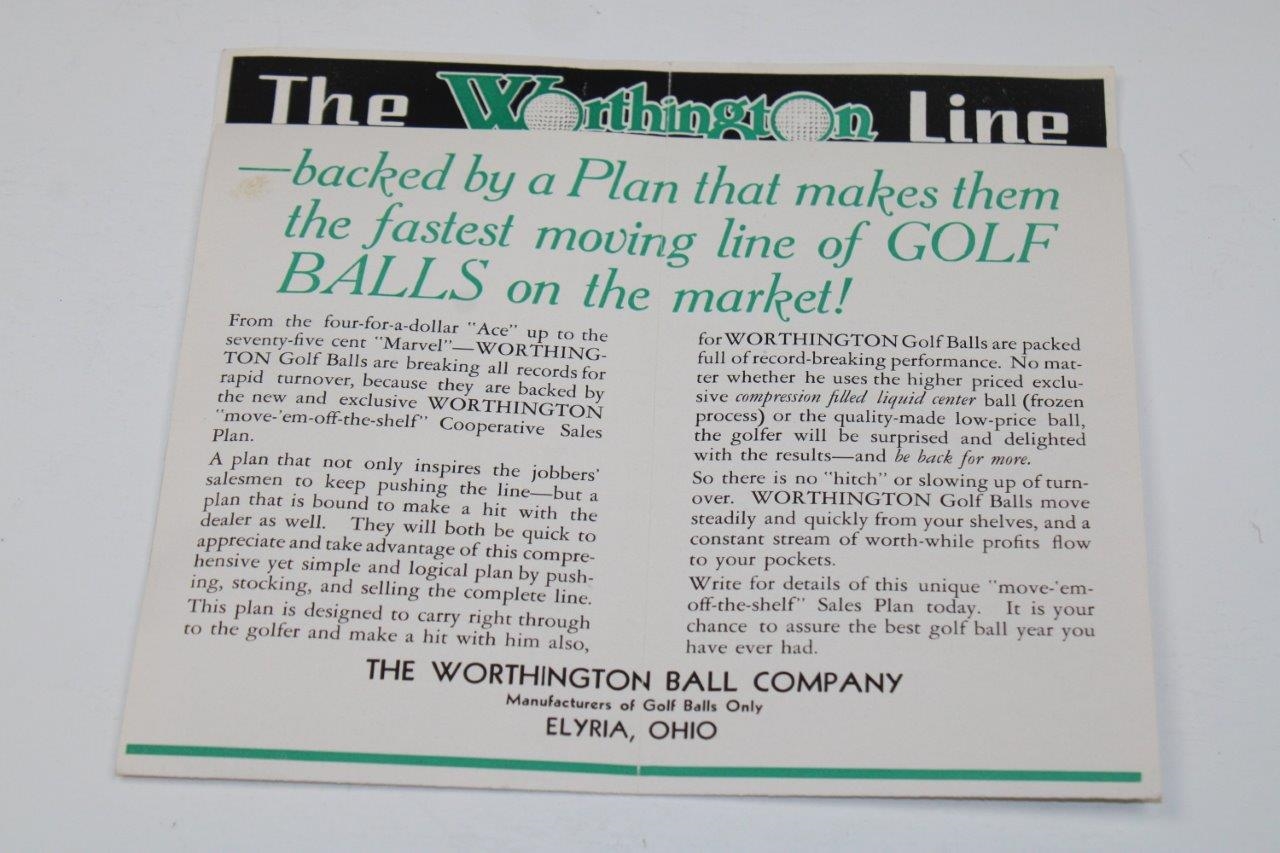 The Worthington Line
—backed by a Plan that makes them
the fastest moving line of GOLF
BALLS on the market!
From the four-for-a-dollar "Ace" up to the
seventy-five cent "Marvel"—WORTHING-
TON Golf Balls are breaking all records for
rapid turnover, because they are backed by
the new and exclusive WORTHINGTON
"move-'em-off-the-shelf" Cooperative Sales
Plan.
A plan that not only inspires the jobbers'
salesmen to keep pushing the line—but a
plan that is bound to make a hit with the
dealer as well. They will both be quick to
appreciate and take advantage of this compre-
hensive yet simple and logical plan by push-
ing, stocking, and selling the complete line.
This plan is designed to carry right through
to the golfer and make a hit with him also,
for WORTHINGTON Golf Balls are packed
full of record-breaking performance. No mat-
ter whether he uses the higher priced exclu-
sive compression filled liquid center ball (frozen
process) or the quality-made low-price ball,
the golfer will be surprised and delighted
with the results—and be back for more.
So there is no "hitch" or slowing up of turn-
over. WORTHINGTON Golf Balls move
steadily and quickly from your shelves, and a
constant stream of worth-while profits flow
to your pockets.
Write for details of this unique "move-'em-
off-the-shelf" Sales Plan today. It is your
chance to assure the best golf ball year you
have ever had.
THE WORTHINGTON BALL COMPANY
Manufacturers of Golf Balls Only
ELYRIA, OHIO